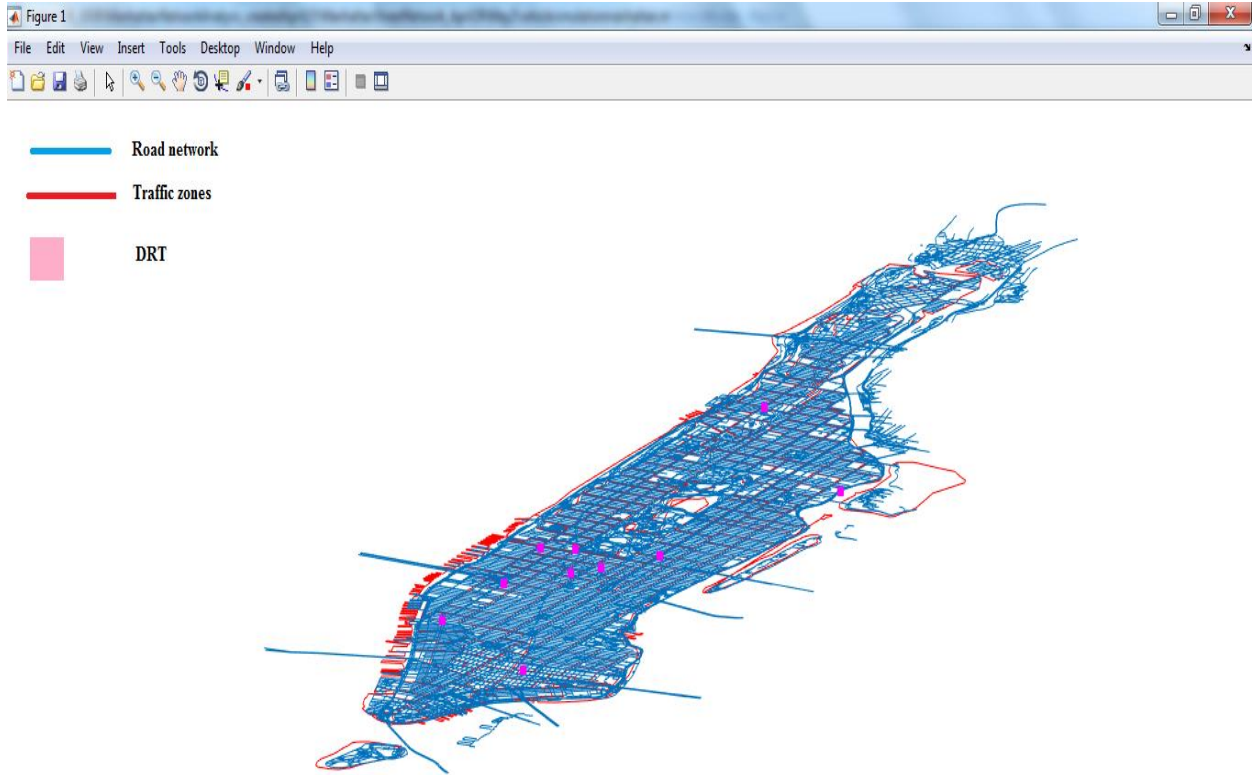 Figure 1
File Edit View Insert Tools Desktop Window Help
Road network
Traffic zones
DRT